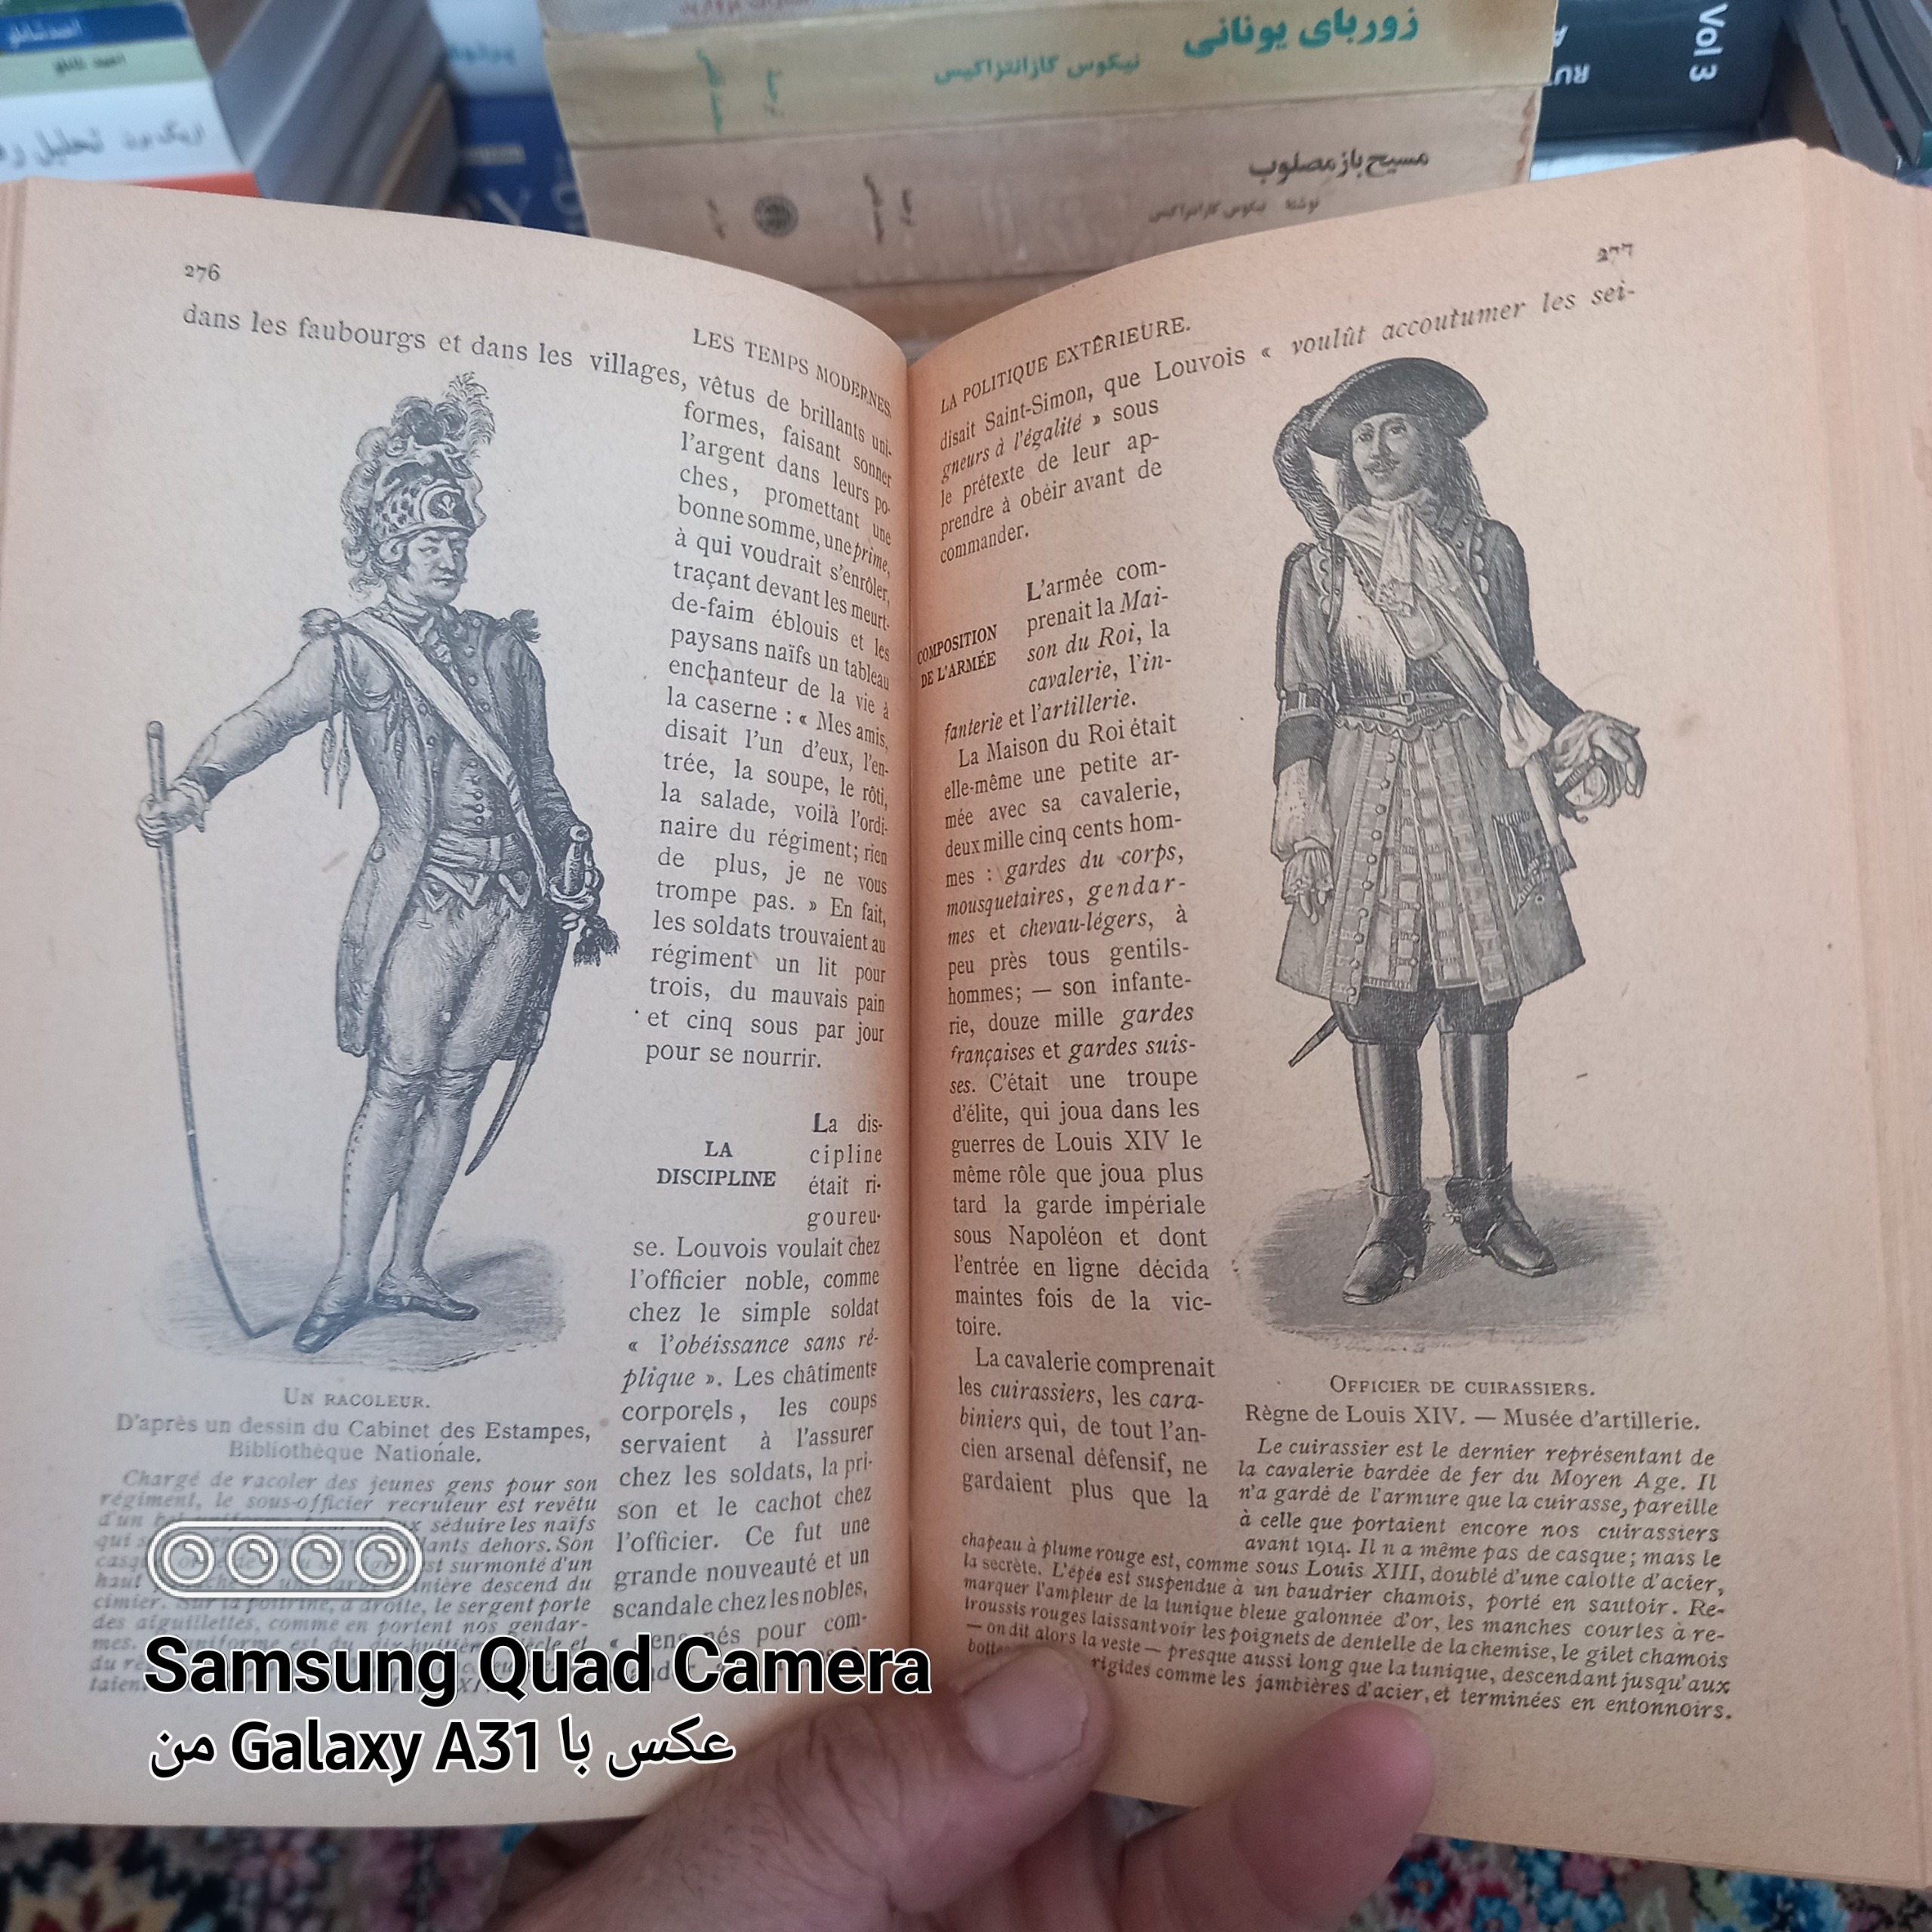 احمد شاملو
احمد شاملو
اریک برن تحلیل
زوربای یونانی
نیکوس کازانتزاکیس
مسیح بازمصلوب
نوشته نیکوس کازانتزاکیس
Vol 3
276
LES TEMPS MODERNES.
dans les faubourgs et dans les villages, vêtus de brillants uni-
formes, faisant sonner
l'argent dans leurs po-
ches, promettant une
bonne somme, une prime,
à qui voudrait s'enrôler,
traçant devant les meurt-
de-faim éblouis et les
paysans naïfs un tableau
enchanteur de la vie à
la caserne : « Mes amis,
disait l'un d'eux, l'en-
trée, la soupe, le rôti,
la salade, voilà l'ordi-
naire du régiment; rien
de plus, je ne vous
trompe pas. » En fait,
les soldats trouvaient au
régiment un lit pour
trois, du mauvais pain
et cinq sous par jour
pour se nourrir.
LA
DISCIPLINE
La dis-
cipline
était ri-
goureu-
se. Louvois voulait chez
l'officier noble, comme
chez le simple soldat
« l'obéissance sans ré-
plique ». Les châtiments
corporels, les coups
servaient à l'assurer
chez les soldats, la pri-
son et le cachot chez
l'officier. Ce fut une
grande nouveauté et un
scandale chez les nobles,
pour com-
UN RACOLEUR.
D'après un dessin du Cabinet des Estampes,
Bibliothèque Nationale.
Chargé de racoler des jeunes gens pour son
régiment, le sous-officier recruteur est revêtu
d'un séduire les naïfs
dehors. Son
est surmonté d'un
haut descend du
cimier. Sur la poitrine, à droite, le sergent porte
des aiguillettes, comme en portent nos gendar-
mes.
277
LA POLITIQUE EXTÉRIEURE.
disait Saint-Simon, que Louvois « voulût accoutumer les sei-
gneurs à l'égalité » sous
le prétexte de leur ap-
prendre à obéir avant de
commander.
COMPOSITION
DE L'ARMÉE
L'armée com-
prenait la Mai-
son du Roi, la
cavalerie, l'in-
fanterie et l'artillerie.
La Maison du Roi était
elle-même une petite ar-
mée avec sa cavalerie,
deux mille cinq cents hom-
mes : gardes du corps,
mousquetaires, gendar-
mes et chevau-légers, à
peu près tous gentils-
hommes; — son infante-
rie, douze mille gardes
françaises et gardes suis-
ses. C'était une troupe
d'élite, qui joua dans les
guerres de Louis XIV le
même rôle que joua plus
tard la garde impériale
sous Napoléon et dont
l'entrée en ligne décida
maintes fois de la vic-
toire.
La cavalerie comprenait
les cuirassiers, les cara-
biniers qui, de tout l'an-
cien arsenal défensif, ne
gardaient plus que la
OFFICIER DE CUIRASSIERS.
Règne de Louis XIV. — Musée d'artillerie.
Le cuirassier est le dernier représentant de
la cavalerie bardée de fer du Moyen Age. Il
n'a gardé de l'armure que la cuirasse, pareille
à celle que portaient encore nos cuirassiers
avant 1914. Il n'a même pas de casque; mais le
chapeau à plume rouge est, comme sous Louis XIII, doublé d'une calotte d'acier,
la secrète. L'épée est suspendue à un baudrier chamois, porté en sautoir. Re-
marquer l'ampleur de la tunique bleue galonnée d'or, les manches courtes à re-
troussis rouges laissant voir les poignets de dentelle de la chemise, le gilet chamois
— on dit alors la veste — presque aussi long que la tunique, descendant jusqu'aux
rigides comme les jambières d'acier, et terminées en entonnoirs.
Samsung Quad Camera
عکس با Galaxy A31 من